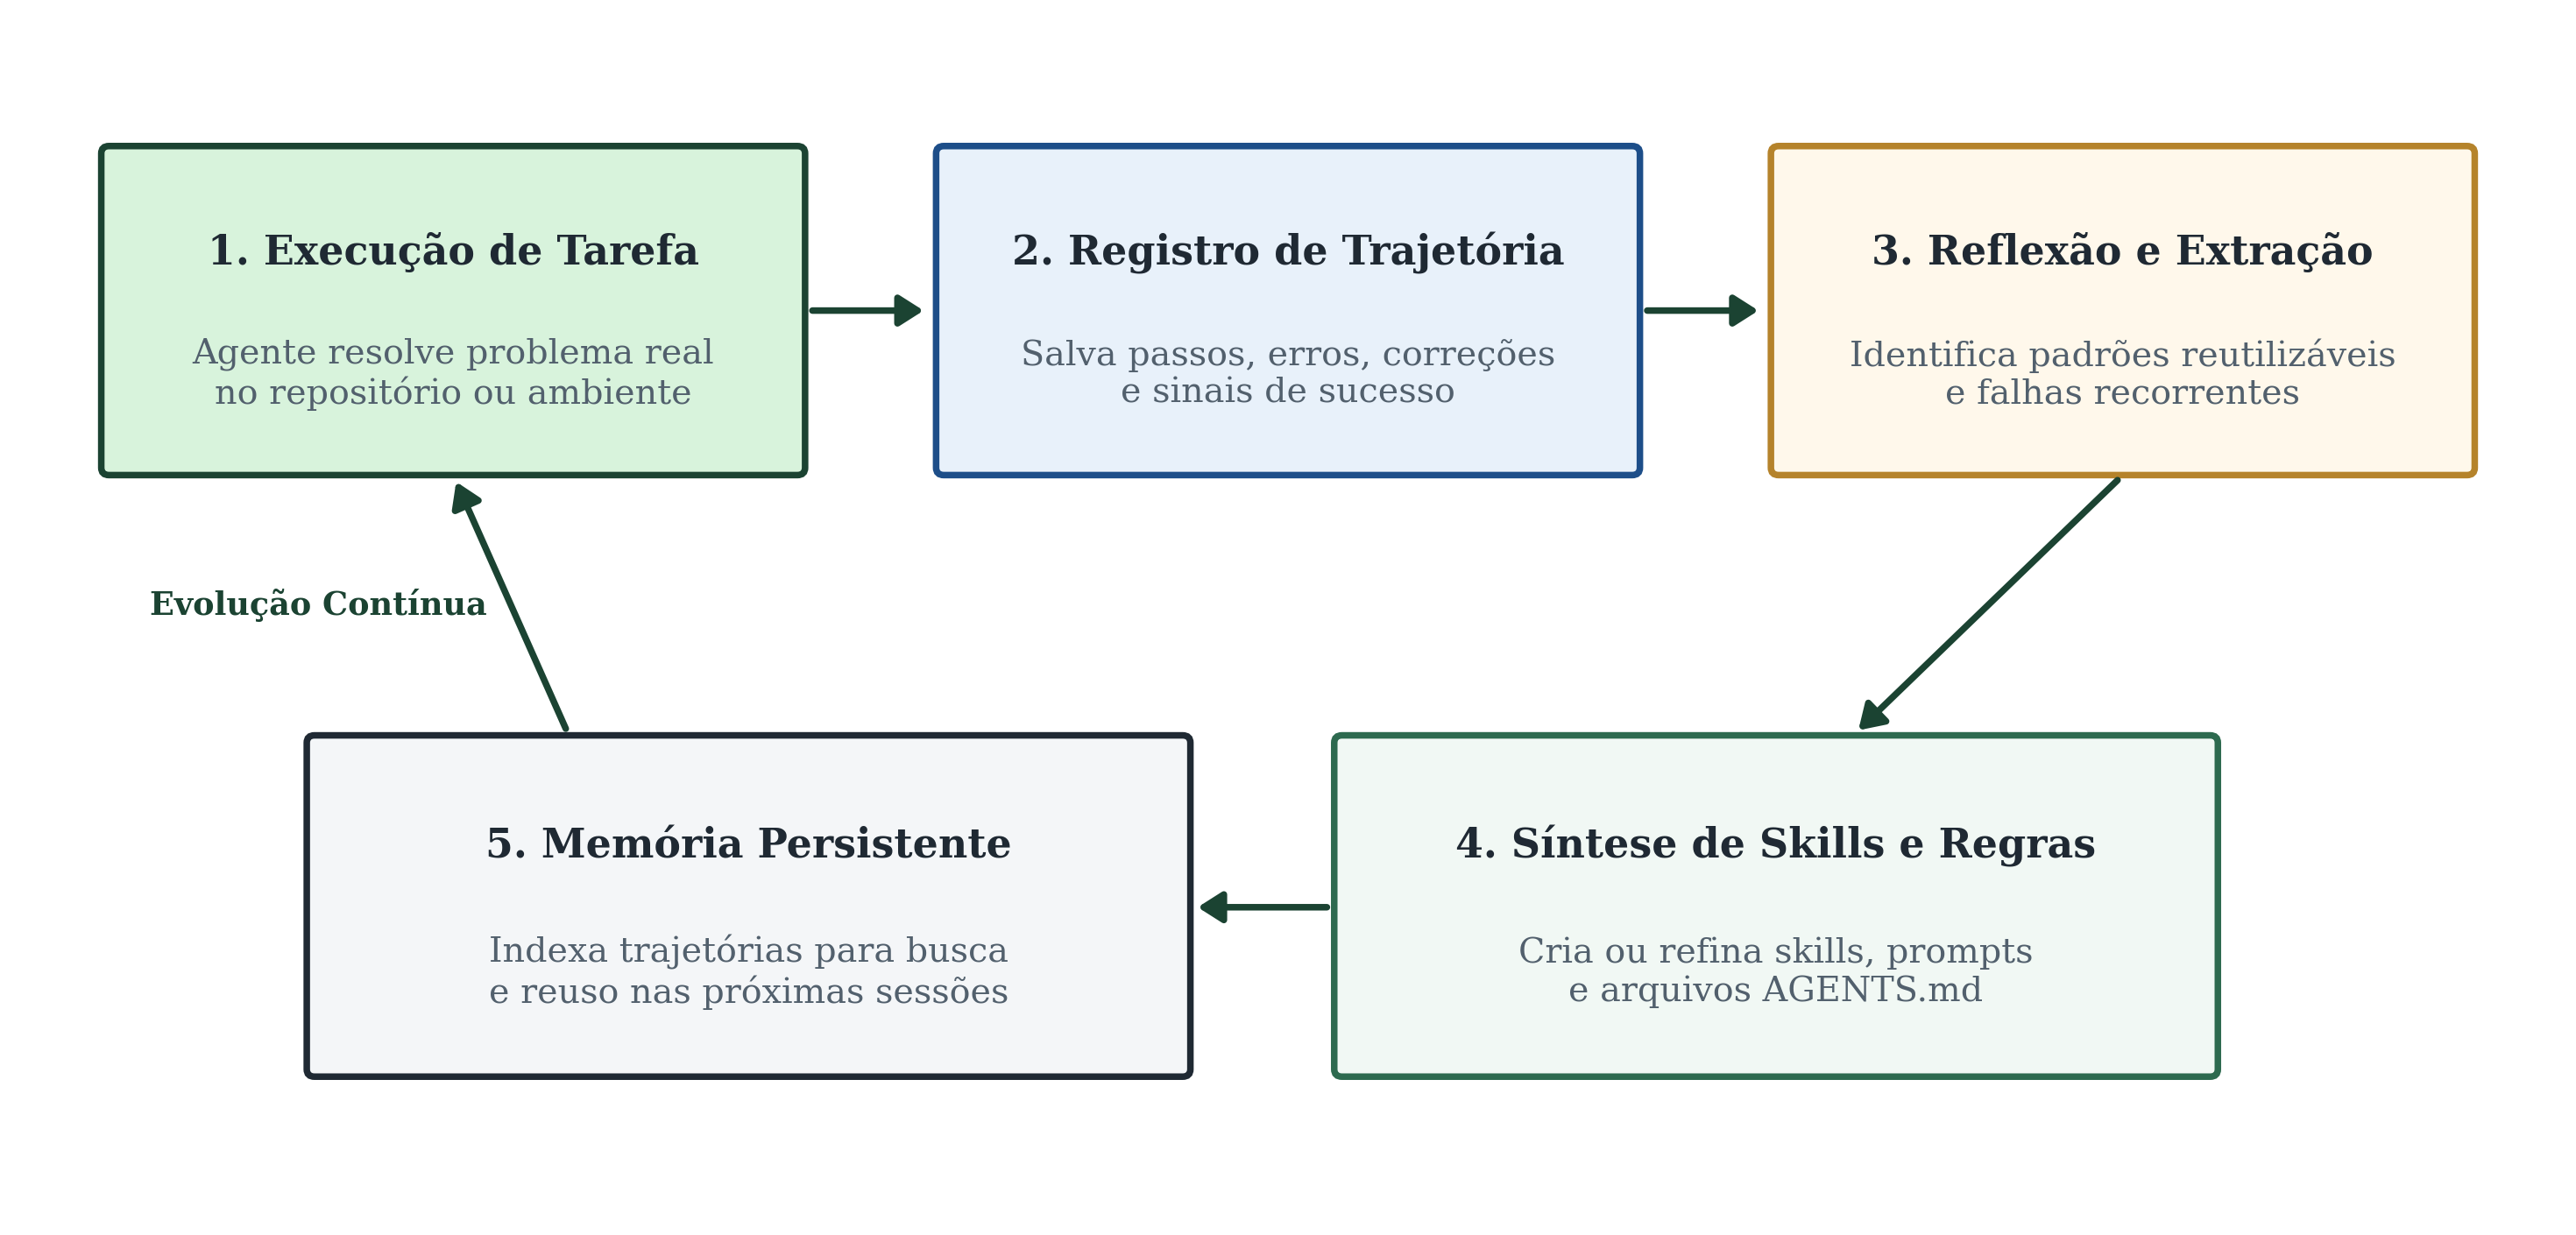 1. Execução de Tarefa
Agente resolve problema real
no repositório ou ambiente
2. Registro de Trajetória
Salva passos, erros, correções
e sinais de sucesso
3. Reflexão e Extração
Identifica padrões reutilizáveis
e falhas recorrentes
Evolução Contínua
4. Síntese de Skills e Regras
Cria ou refina skills, prompts
e arquivos AGENTS.md
5. Memória Persistente
Indexa trajetórias para busca
e reuso nas próximas sessões